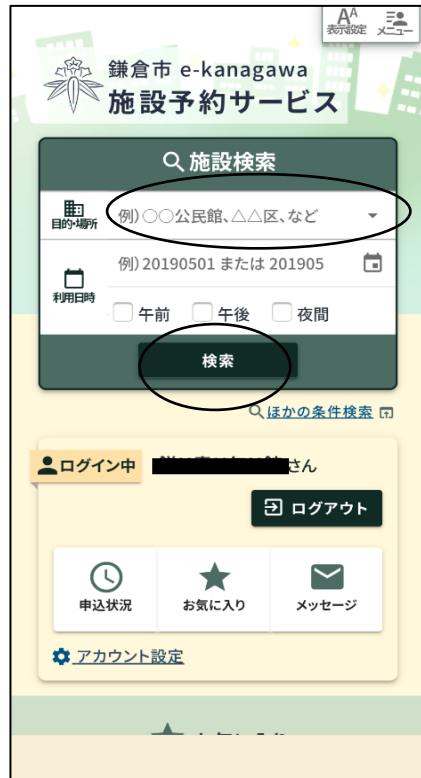 表示設定 メニュー
鎌倉市 e-kanagawa
施設予約サービス
施設検索
目的・場所
例)○○公民館、△△区、など
利用日時
例)20190501 または 201905
午前 午後 夜間
検索
ほかの条件検索
ログイン中
さん
ログアウト
申込状況 お気に入り メッセージ
アカウント設定